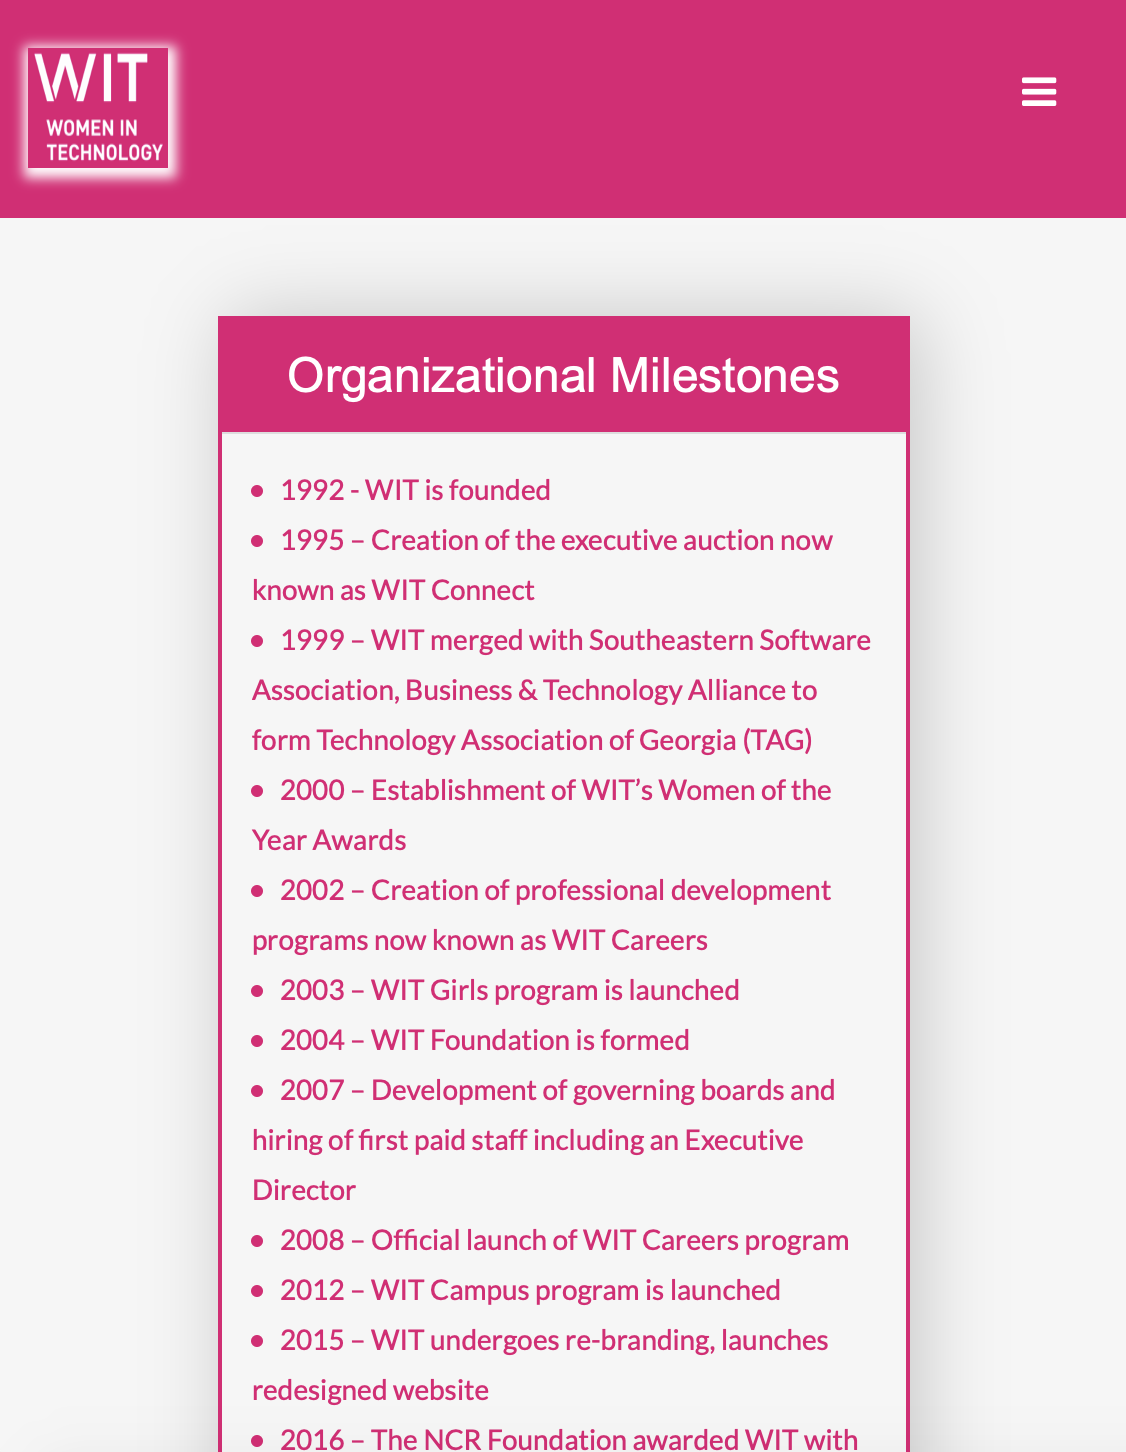 WIT
WOMEN IN
TECHNOLOGY
Organizational Milestones
• 1992 - WIT is founded
• 1995 – Creation of the executive auction now
known as WIT Connect
• 1999 – WIT merged with Southeastern Software
Association, Business & Technology Alliance to
form Technology Association of Georgia (TAG)
• 2000 – Establishment of WIT’s Women of the
Year Awards
• 2002 – Creation of professional development
programs now known as WIT Careers
• 2003 – WIT Girls program is launched
• 2004 – WIT Foundation is formed
• 2007 – Development of governing boards and
hiring of first paid staff including an Executive
Director
• 2008 – Official launch of WIT Careers program
• 2012 – WIT Campus program is launched
• 2015 – WIT undergoes re-branding, launches
redesigned website
• 2016 – The NCR Foundation awarded WIT with